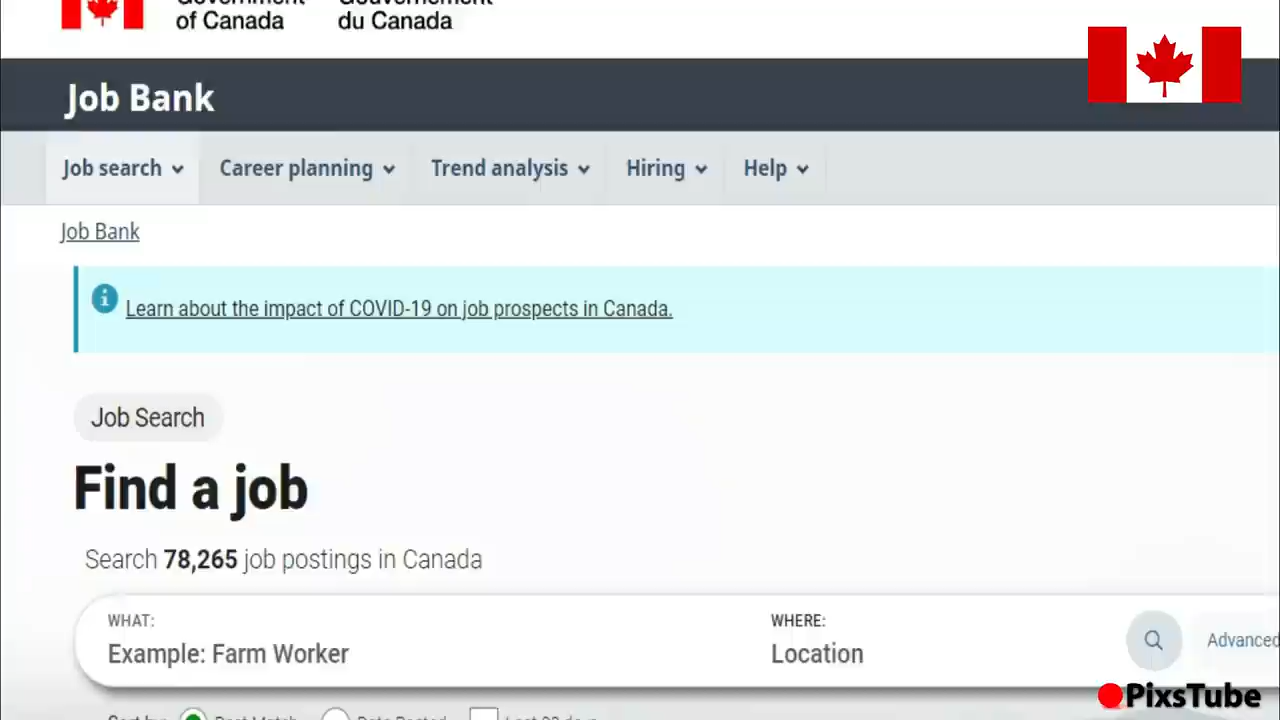 Government Gouvernement
of Canada du Canada
Job Bank
Job search Career planning Trend analysis Hiring Help
Job Bank
Learn about the impact of COVID-19 on job prospects in Canada.
Job Search
Find a job
Search 78,265 job postings in Canada
WHAT: WHERE:
Example: Farm Worker Location
Advanced
PixsTube